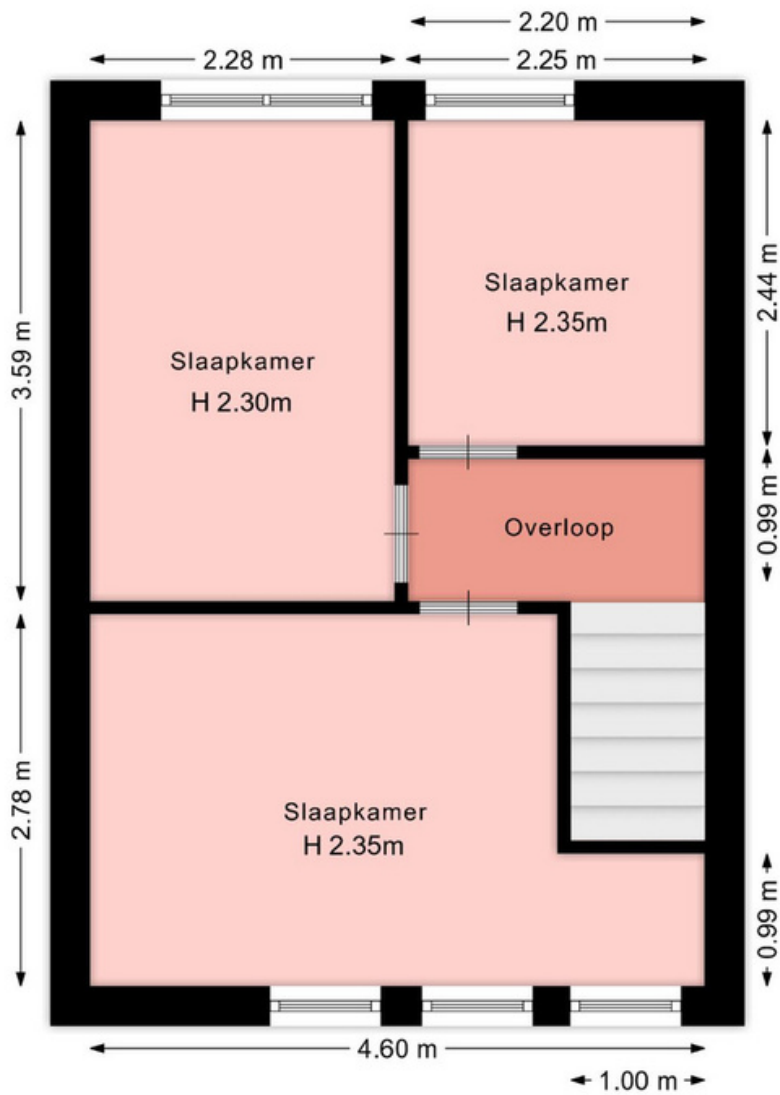 2.20 m
2.28 m
2.25 m
3.59 m
2.44 m
Slaapkamer
H 2.35m
Slaapkamer
H 2.30m
0.99 m
Overloop
2.78 m
Slaapkamer
H 2.35m
0.99 m
4.60 m
1.00 m